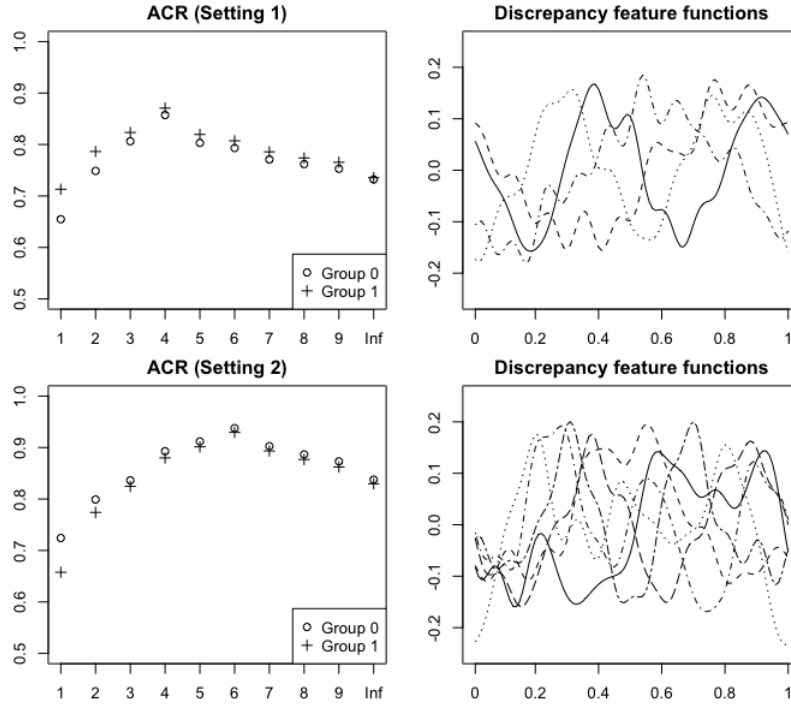 ACR (Setting 1)
1.0
0.9
0.8
0.7
0.6
0.5
Group 0
Group 1
1 2 3 4 5 6 7 8 9 Inf
Discrepancy feature functions
0.2
0.1
0.0
-0.1
-0.2
0 0.2 0.4 0.6 0.8 1
ACR (Setting 2)
1.0
0.9
0.8
0.7
0.6
0.5
Group 0
Group 1
1 2 3 4 5 6 7 8 9 Inf
Discrepancy feature functions
0.2
0.1
0.0
-0.1
-0.2
0 0.2 0.4 0.6 0.8 1